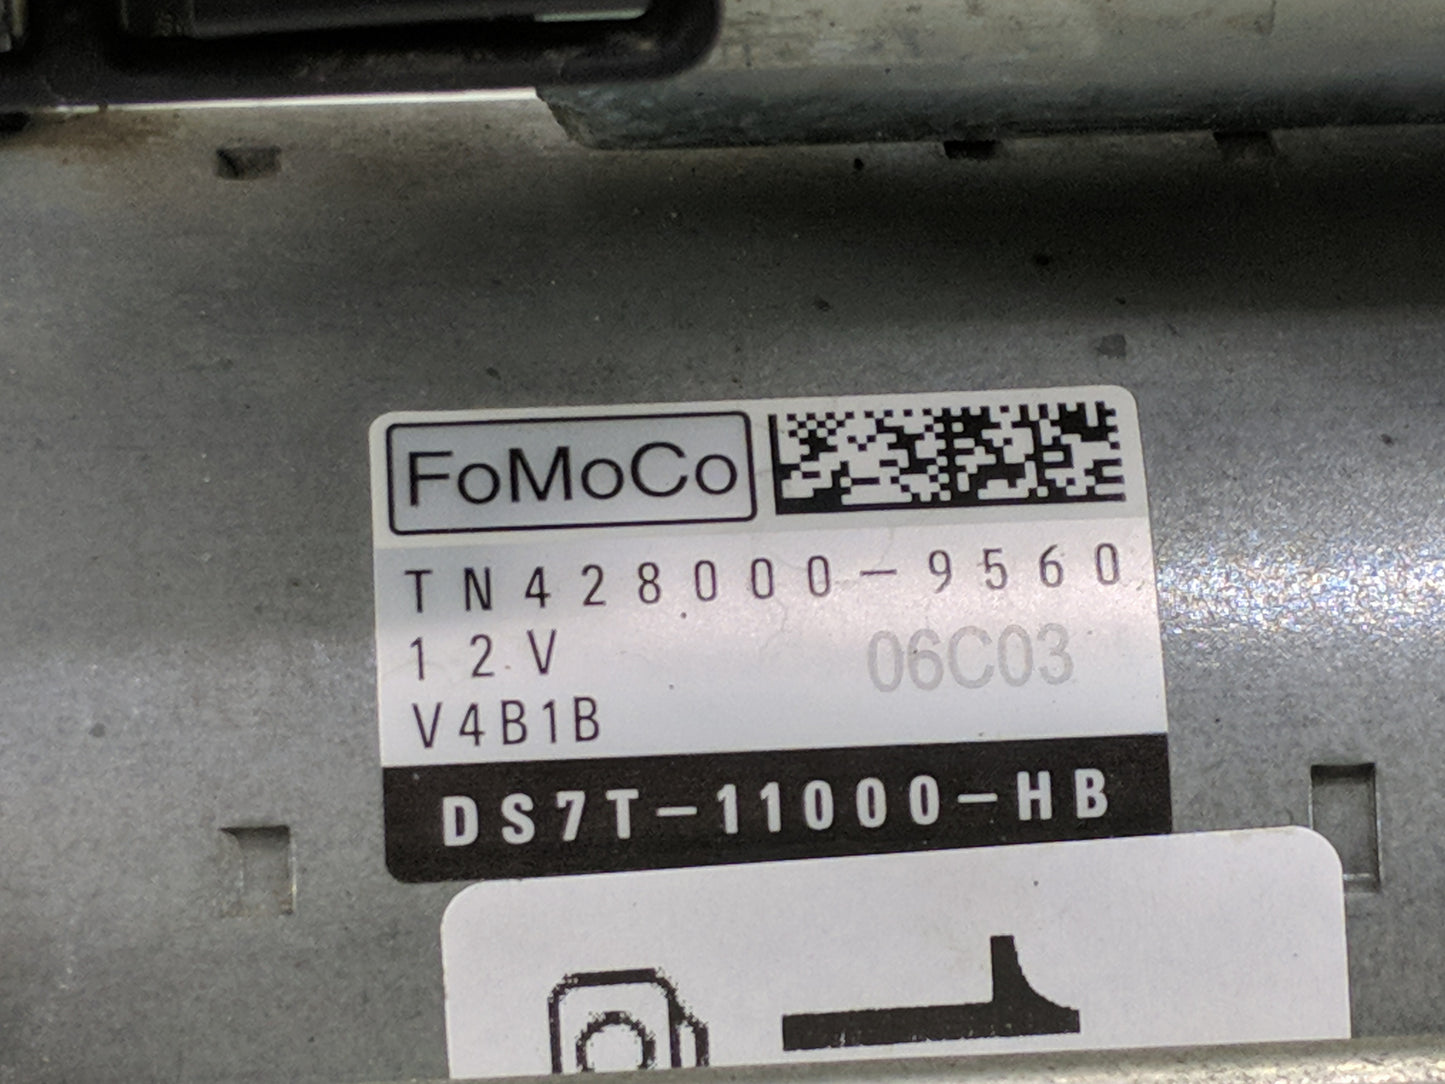 FoMoCo
TN428000-9560
12V
06C03
V4B1B
DS7T-11000-HB